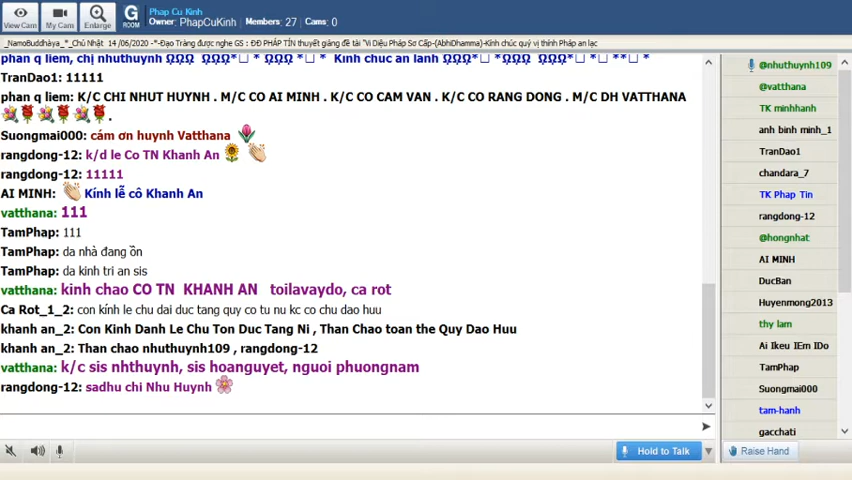 Phap Cu Kinh
Owner: PhapCuKinh Members: 27 Cams: 0
View Cam
My Cam
Enlarge
G ROOM
_NamoBuddhàya_*_Chủ Nhật 14 /06/2020 -*-Đạo Tràng được nghe GS : ĐĐ PHÁP TÍN thuyết giảng đề tài "Vi Diệu Pháp Sơ Cấp-(AbhiDhamma)-Kính chúc quý vị thính Pháp an lạc
phan q liem, chị nhuthuynh ΩΩΩ ΩΩΩ*□ * ΩΩΩ *□ * Kinh chuc an lanh ΩΩΩ*□ *ΩΩΩ ΩΩΩ*□ *□ **□ *
TranDao1: 11111
phan q liem: K/C CHI NHUT HUYNH . M/C CO AI MINH . K/C CO CAM VAN . K/C CO RANG DONG . M/C DH VATTHANA
.
Suongmai000: cám ơn huynh Vatthana
rangdong-12: k/d le Co TN Khanh An
rangdong-12: 11111
AI MINH: Kính lễ cô Khanh An
vatthana: 111
TamPhap: 111
TamPhap: da nhà đang ồn
TamPhap: da kinh tri an sis
vatthana: kinh chao CO TN KHANH AN toilavaydo, ca rot
Ca Rot_1_2: con kính le chu dai duc tang quy co tu nu kc co chu dao huu
khanh an_2: Con Kinh Danh Le Chu Ton Duc Tang Ni , Than Chao toan the Quy Dao Huu
khanh an_2: Than chao nhuthuynh109 , rangdong-12
vatthana: k/c sis nhthuynh, sis hoanguyet, nguoi phuongnam
rangdong-12: sadhu chi Nhu Huynh
@nhuthuynh109
@vatthana
TK minhhanh
anh binh minh_1
TranDao1
chandara_7
TK Phap Tin
rangdong-12
@hongnhat
AI MINH
DucBan
Huyenmong2013
thy lam
Ai Ikeu IEm IDo
TamPhap
Suongmai000
tam-hanh
gacchati
Hold to Talk
Raise Hand